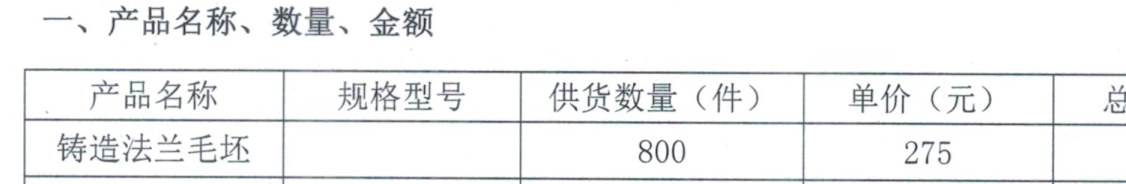 一、产品名称、数量、金额
产品名称 规格型号 供货数量（件） 单价（元） 总
铸造法兰毛坯 800 275